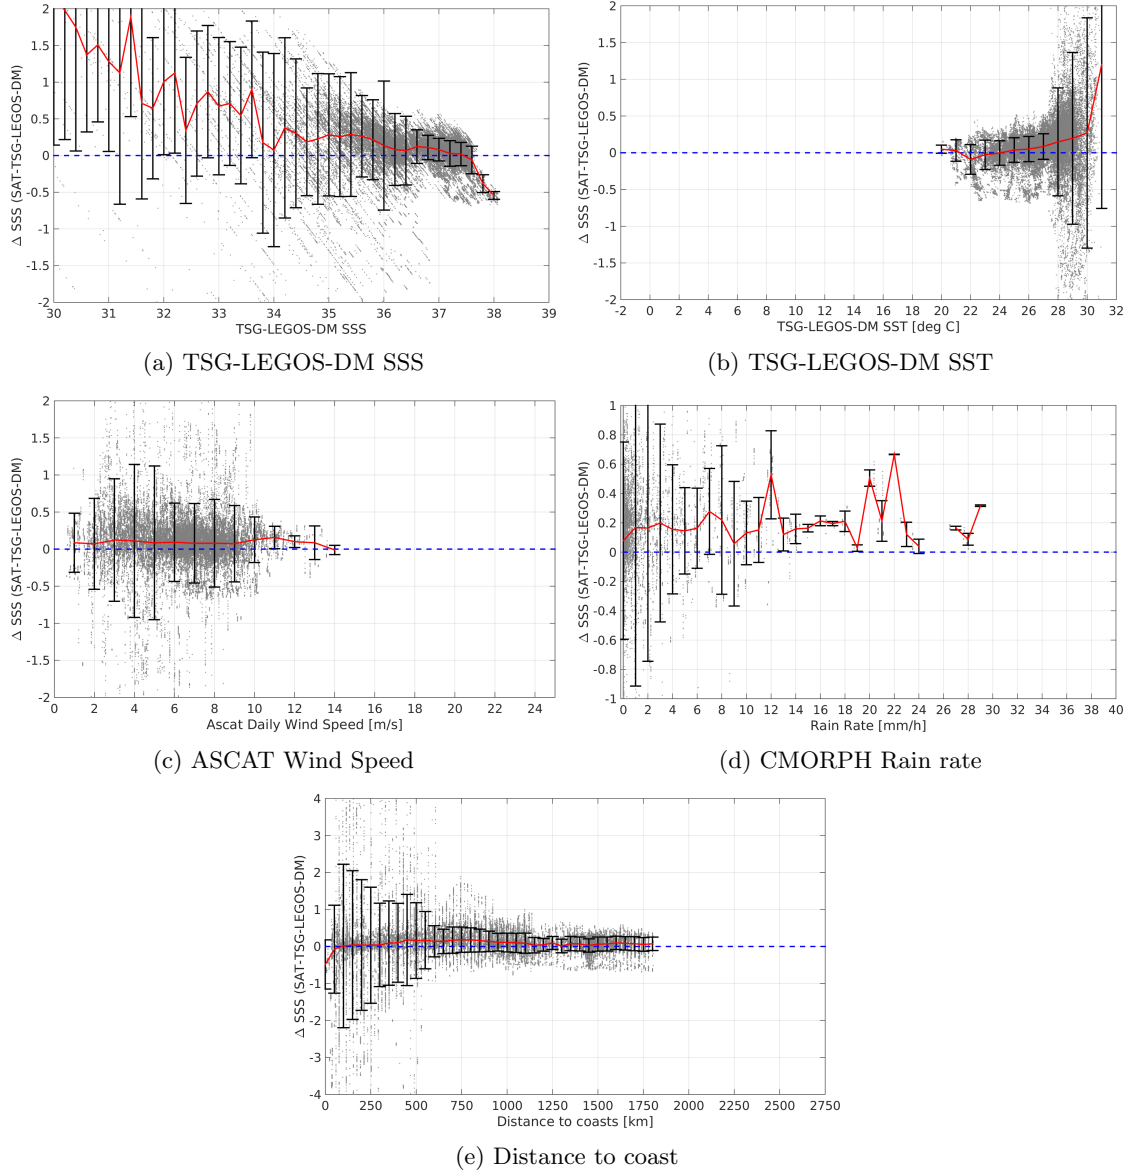 Δ SSS (SAT-TSG-LEGOS-DM)
2
1.5
1
0.5
0
-0.5
-1
-1.5
-2
30 31 32 33 34 35 36 37 38 39
TSG-LEGOS-DM SSS
(a) TSG-LEGOS-DM SSS
Δ SSS (SAT-TSG-LEGOS-DM)
2
1.5
1
0.5
0
-0.5
-1
-1.5
-2
-2 0 2 4 6 8 10 12 14 16 18 20 22 24 26 28 30 32
TSG-LEGOS-DM SST [deg C]
(b) TSG-LEGOS-DM SST
Δ SSS (SAT-TSG-LEGOS-DM)
2
1.5
1
0.5
0
-0.5
-1
-1.5
-2
0 2 4 6 8 10 12 14 16 18 20 22 24
Ascat Daily Wind Speed [m/s]
(c) ASCAT Wind Speed
Δ SSS (SAT-TSG-LEGOS-DM)
1
0.8
0.6
0.4
0.2
0
-0.2
-0.4
-0.6
-0.8
-1
0 2 4 6 8 10 12 14 16 18 20 22 24 26 28 30 32 34 36 38 40
Rain Rate [mm/h]
(d) CMORPH Rain rate
Δ SSS (SAT-TSG-LEGOS-DM)
4
3
2
1
0
-1
-2
-3
-4
0 250 500 750 1000 1250 1500 1750 2000 2250 2500 2750
Distance to coasts [km]
(e) Distance to coast